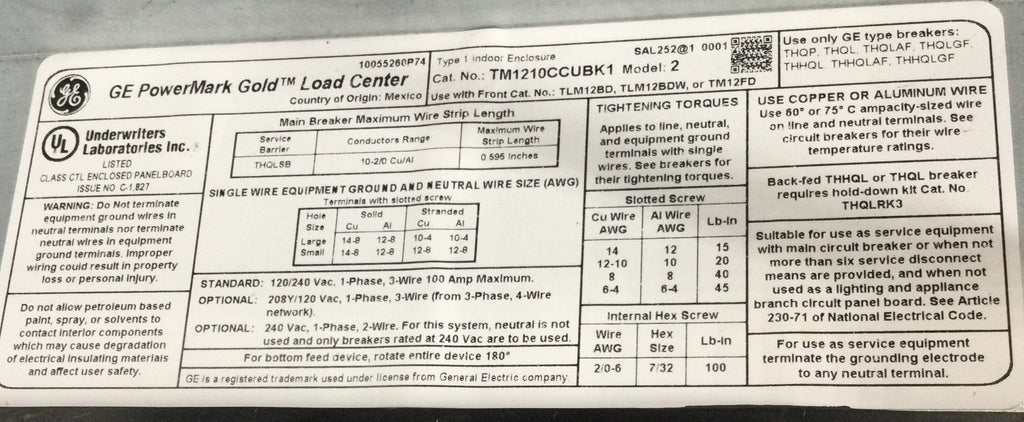 10055260P74
GE PowerMark Gold™ Load Center
Country of Origin: Mexico
Type 1 Indoor Enclosure
SAL252@1 0001
Cat. No.: TM1210CCUBK1 Model: 2
Use with Front Cat. No.: TLM12BD, TLM12BDW, or TM12FD
Use only GE type breakers:
THQP, THQL, THQLAF, THQLGF,
THHQL, THHQLAF, THHQLGF
UL Underwriters
Laboratories Inc.
LISTED
CLASS CTL ENCLOSED PANELBOARD
ISSUE NO C-1,827
WARNING: Do Not terminate
equipment ground wires in
neutral terminals nor terminate
neutral wires in equipment
ground terminals. Improper
wiring could result in property
loss or personal injury.
Do not allow petroleum based
paint, spray, or solvents to
contact interior components
which may cause degradation
of electrical insulating materials
and affect user safety.
Main Breaker Maximum Wire Strip Length
Service Barrier | Conductors Range | Maximum Wire Strip Length
THQLSB | 10-2/0 Cu/Al | 0.595 inches
SINGLE WIRE EQUIPMENT GROUND AND NEUTRAL WIRE SIZE (AWG)
Terminals with slotted screw
Hole Size | Solid Cu Al | Stranded Cu Al
Large 14-8 12-8 10-4 10-4
Small 14-8 12-8 12-8 12-8
STANDARD: 120/240 Vac, 1-Phase, 3-Wire 100 Amp Maximum.
OPTIONAL: 208Y/120 Vac, 1-Phase, 3-Wire (from 3-Phase, 4-Wire
network).
OPTIONAL: 240 Vac, 1-Phase, 2-Wire. For this system, neutral is not
used and only breakers rated at 240 Vac are to be used.
For bottom feed device, rotate entire device 180°
GE is a registered trademark used under license from General Electric company.
TIGHTENING TORQUES
Applies to line, neutral,
and equipment ground
terminals with single
wires. See breakers for
their tightening torques.
Slotted Screw
Cu Wire AWG | Al Wire AWG | Lb-in
14 12 15
12-10 10 20
8 8 40
6-4 6-4 45
Internal Hex Screw
Wire AWG | Hex Size | Lb-in
2/0-6 7/32 100
USE COPPER OR ALUMINUM WIRE
Use 60° or 75° C ampacity-sized wire
on line and neutral terminals. See
circuit breakers for their wire
temperature ratings.
Back-fed THHQL or THQL breaker
requires hold-down kit Cat. No.
THQLRK3
Suitable for use as service equipment
with main circuit breaker or when not
more than six service disconnect
means are provided, and when not
used as a lighting and appliance
branch circuit panel board. See Article
230-71 of National Electrical Code.
For use as service equipment
terminate the grounding electrode
to any neutral terminal.